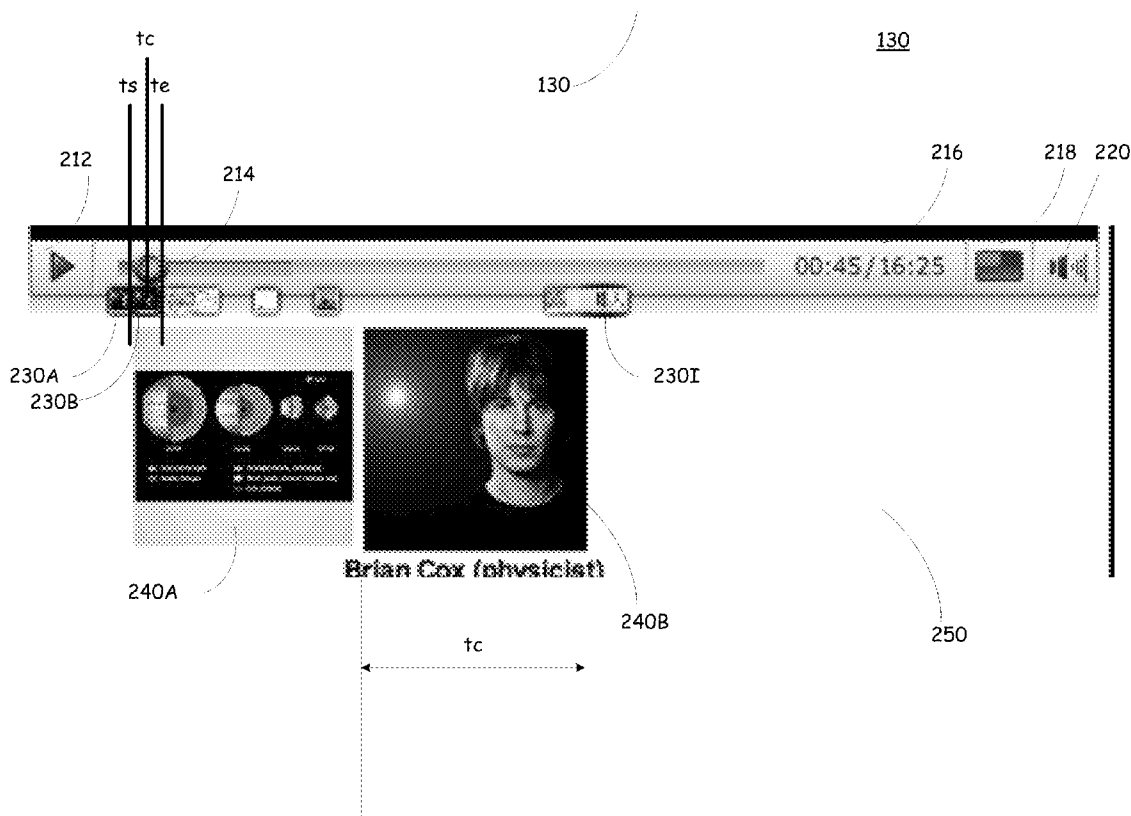 tc
130
130
ts te
212
214
216
218
220
00:45/16:25
230A
230B
230I
240A
Brian Cox (physicist)
240B
250
tc